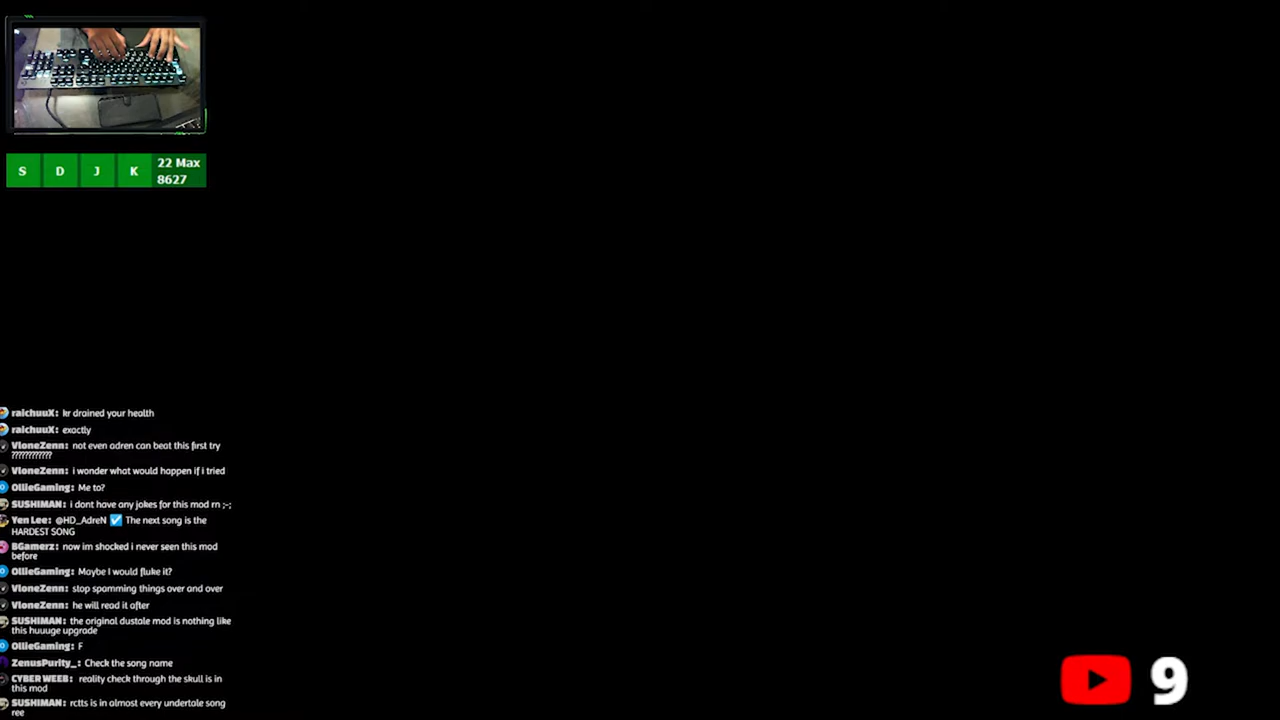 S D J K 22 Max
8627
raichuuX: kr drained your health
raichuuX: exactly
VloneZenn: not even adren can beat this first try
????????????
VloneZenn: i wonder what would happen if i tried
OllieGaming: Me to?
SUSHIMAN: i dont have any jokes for this mod rn ;-;
Yen Lee: @HD_AdreN ☑ The next song is the
HARDEST SONG
BGamerz: now im shocked i never seen this mod
before
OllieGaming: Maybe I would fluke it?
VloneZenn: stop spamming things over and over
VloneZenn: he will read it after
SUSHIMAN: the original dustale mod is nothing like
this huuuge upgrade
OllieGaming: F
ZenusPurity_: Check the song name
CYBER WEEB: reality check through the skull is in
this mod
SUSHIMAN: rctts is in almost every undertale song
ree
9